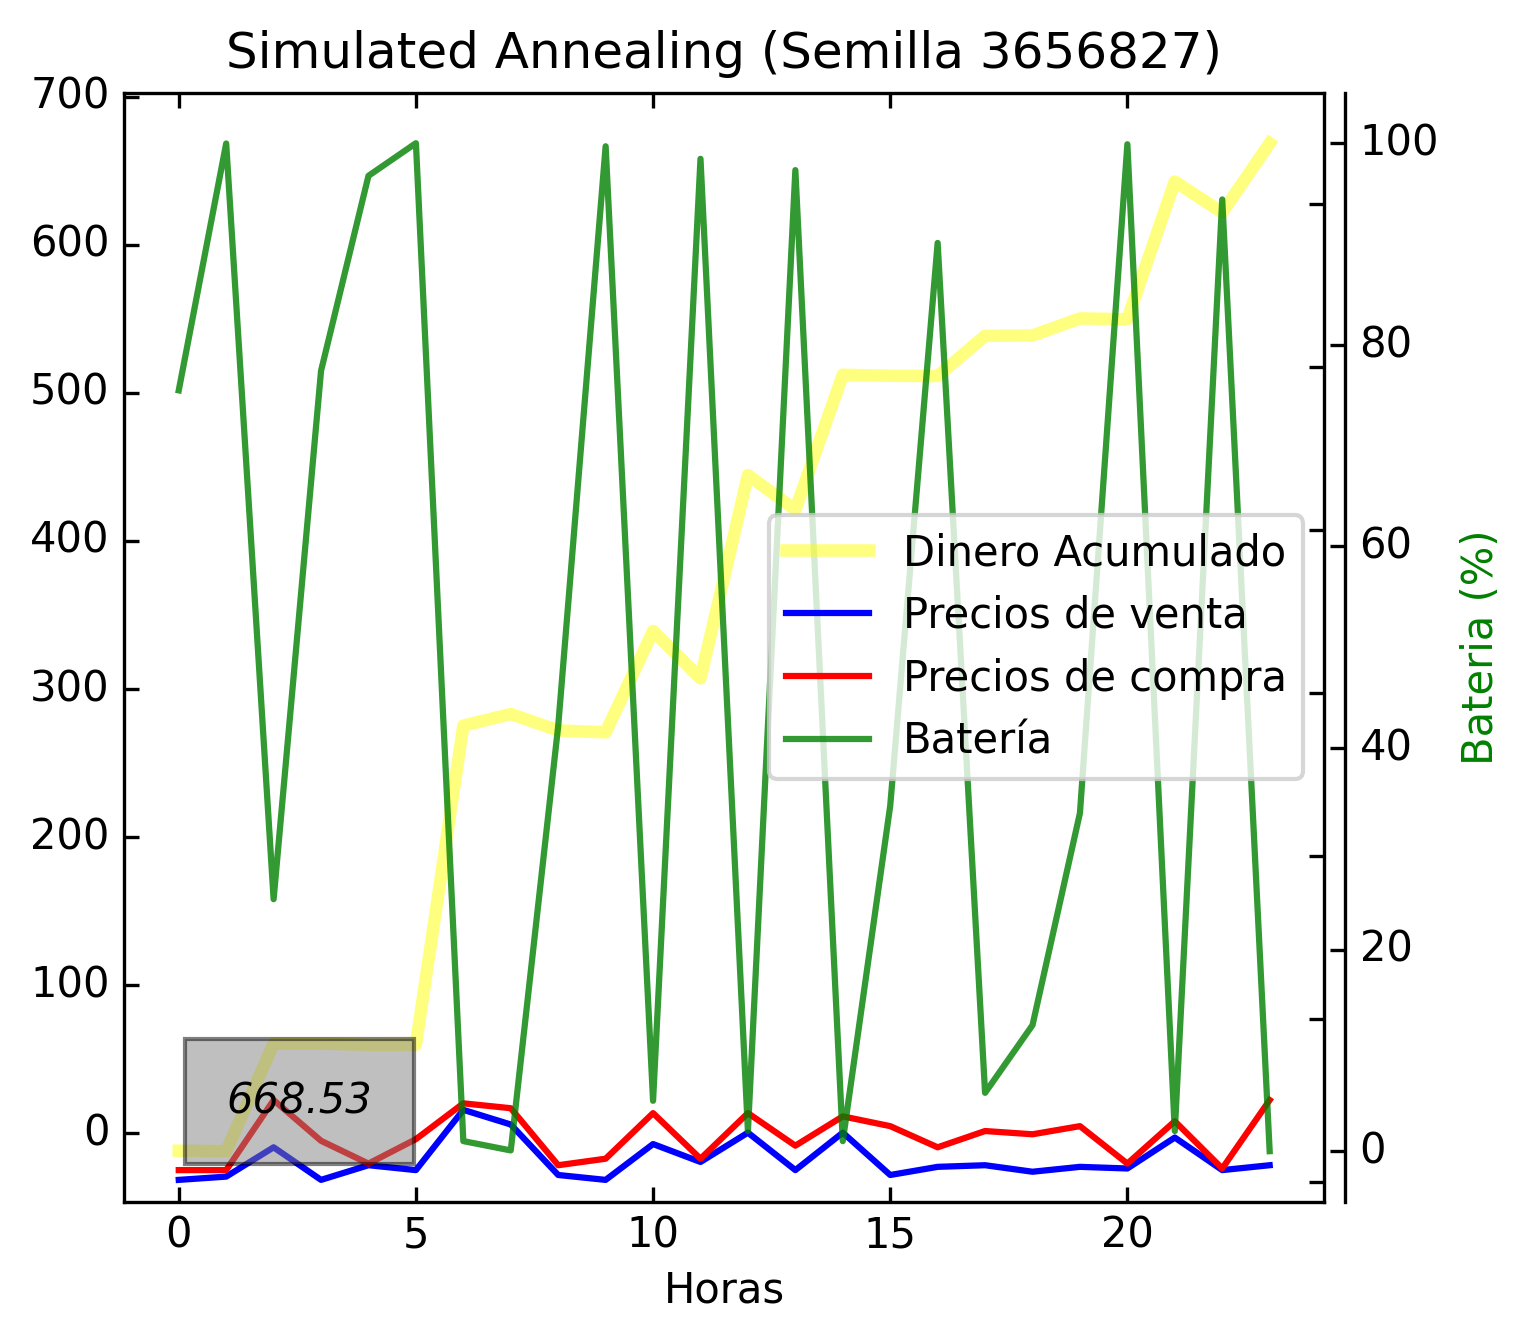 Simulated Annealing (Semilla 3656827)
700
600
500
400
300
200
100
0
100
80
60
40
20
0
Bateria (%)
Dinero Acumulado
Precios de venta
Precios de compra
Batería
668.53
0 5 10 15 20
Horas